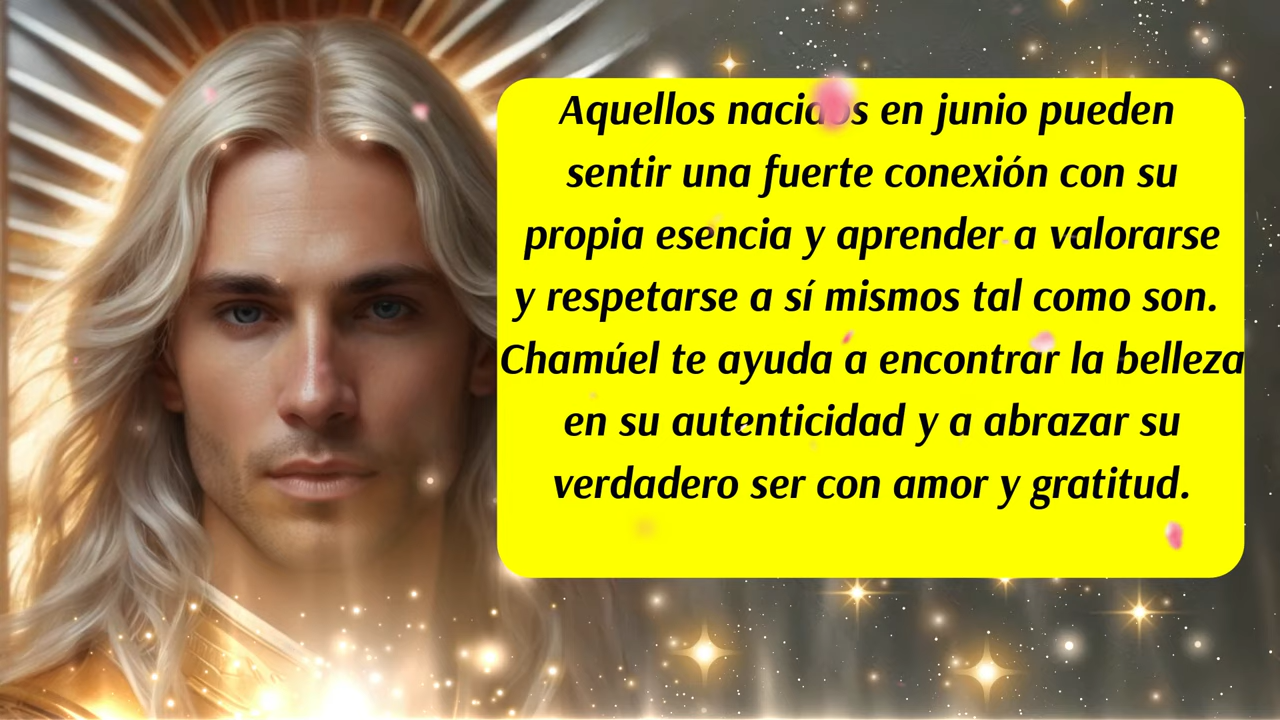 Aquellos nacidos en junio pueden
sentir una fuerte conexión con su
propia esencia y aprender a valorarse
y respetarse a sí mismos tal como son.
Chamúel te ayuda a encontrar la belleza
en su autenticidad y a abrazar su
verdadero ser con amor y gratitud.